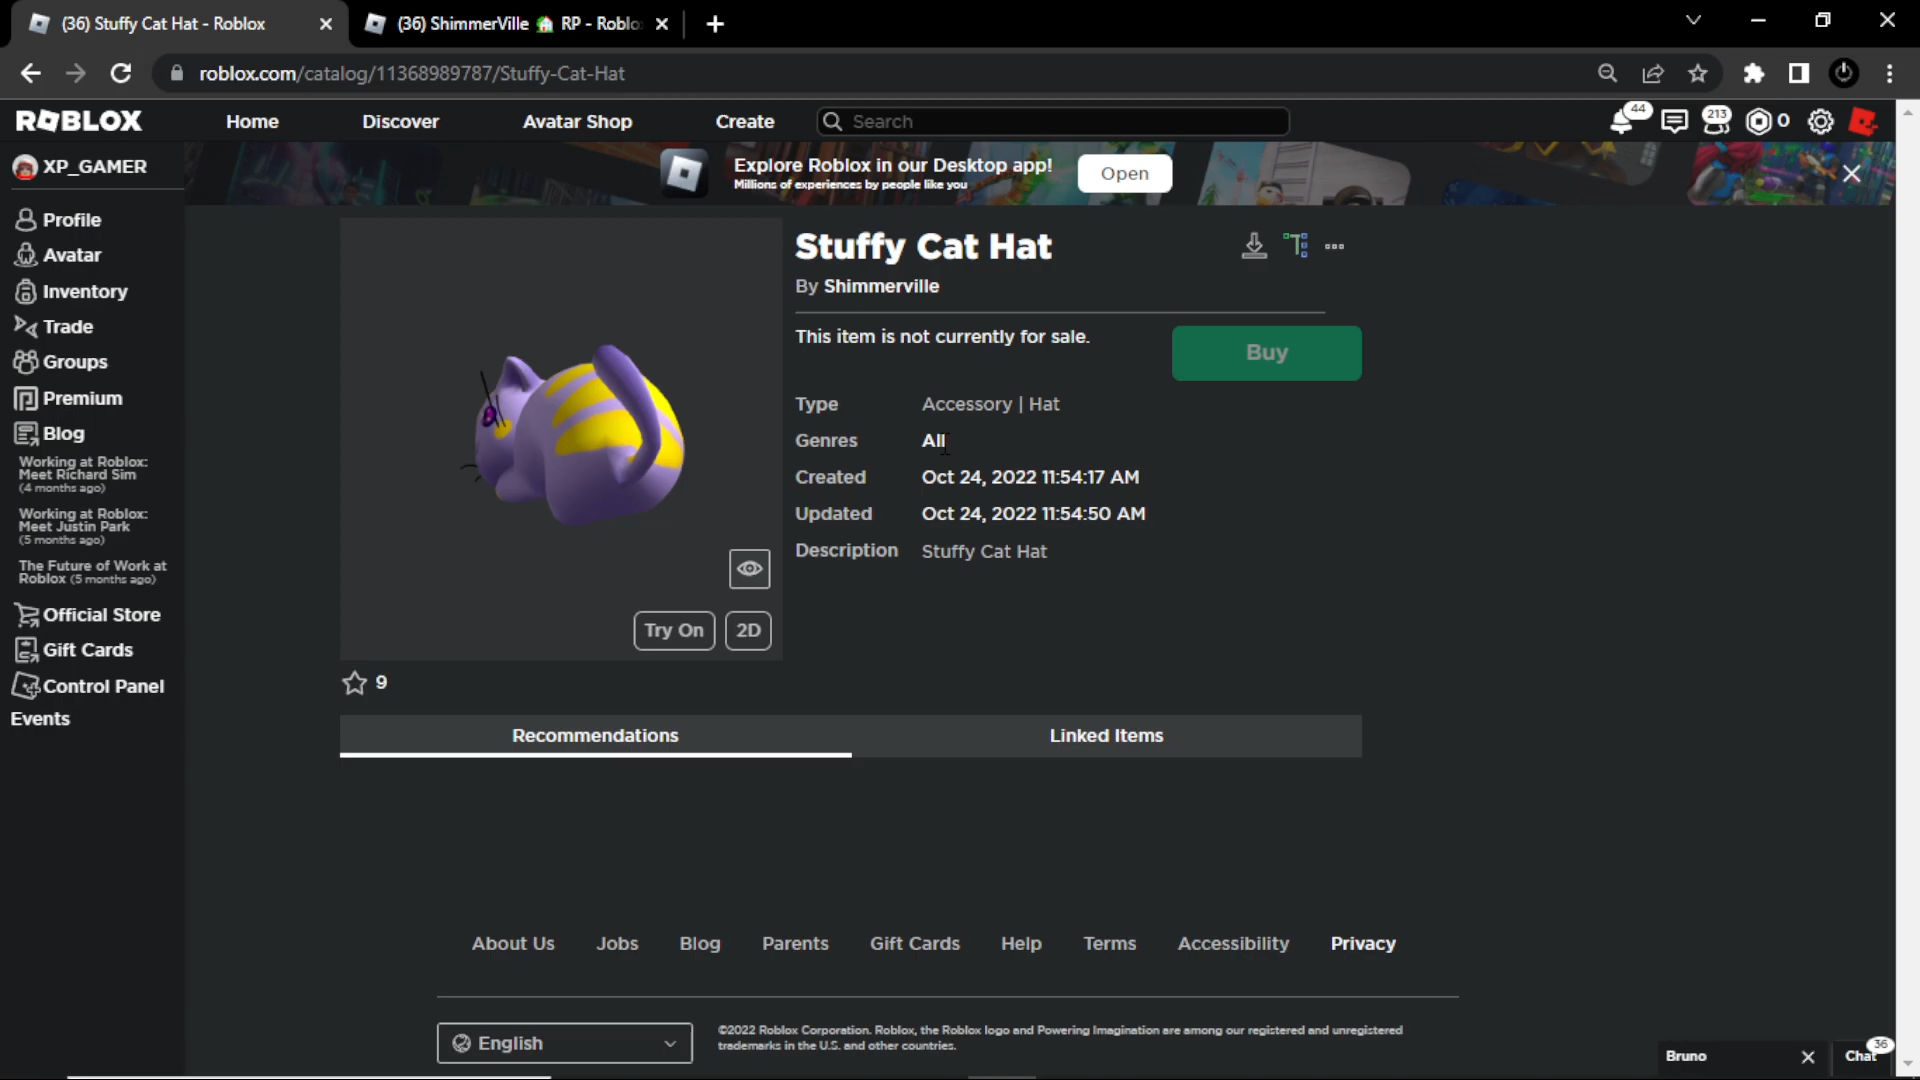 (36) Stuffy Cat Hat - Roblox
(36) ShimmerVille 🏠 RP - Roblo
roblox.com/catalog/11368989787/Stuffy-Cat-Hat
ROBLOX
Home
Discover
Avatar Shop
Create
Search
44
213
0
XP_GAMER
Explore Roblox in our Desktop app!
Millions of experiences by people like you
Open
Profile
Avatar
Inventory
Trade
Groups
Premium
Blog
Working at Roblox:
Meet Richard Sim
(4 months ago)
Working at Roblox:
Meet Justin Park
(5 months ago)
The Future of Work at
Roblox (5 months ago)
Official Store
Gift Cards
Control Panel
Events
Stuffy Cat Hat
By Shimmerville
This item is not currently for sale.
Buy
Type Accessory | Hat
Genres All
Created Oct 24, 2022 11:54:17 AM
Updated Oct 24, 2022 11:54:50 AM
Description Stuffy Cat Hat
Try On
2D
9
Recommendations
Linked Items
About Us
Jobs
Blog
Parents
Gift Cards
Help
Terms
Accessibility
Privacy
English
©2022 Roblox Corporation. Roblox, the Roblox logo and Powering Imagination are among our registered and unregistered
trademarks in the U.S. and other countries.
Bruno
Chat
36